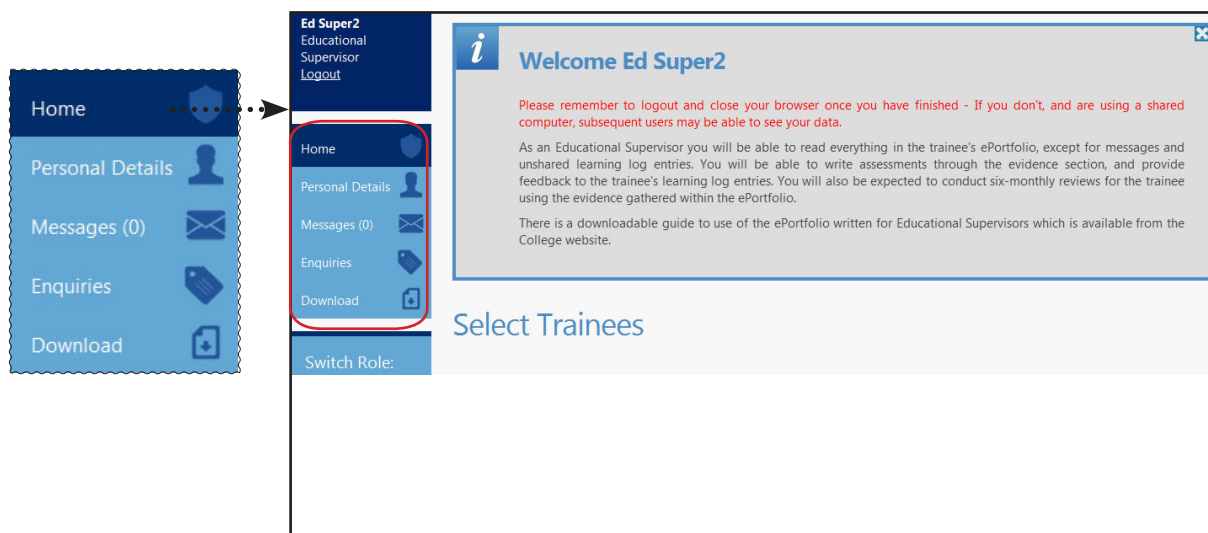 Home
Personal Details
Messages (0)
Enquiries
Download
Ed Super2
Educational
Supervisor
Logout
Home
Personal Details
Messages (0)
Enquiries
Download
Switch Role:
i
Welcome Ed Super2
Please remember to logout and close your browser once you have finished - If you don't, and are using a shared
computer, subsequent users may be able to see your data.
As an Educational Supervisor you will be able to read everything in the trainee's ePortfolio, except for messages and
unshared learning log entries. You will be able to write assessments through the evidence section, and provide
feedback to the trainee's learning log entries. You will also be expected to conduct six-monthly reviews for the trainee
using the evidence gathered within the ePortfolio.
There is a downloadable guide to use of the ePortfolio written for Educational Supervisors which is available from the
College website.
Select Trainees